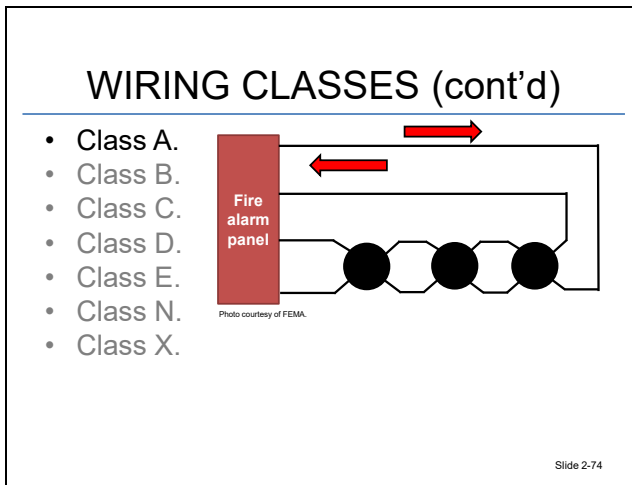 WIRING CLASSES (cont’d)
• Class A.
• Class B.
• Class C.
• Class D.
• Class E.
• Class N.
• Class X.
Fire
alarm
panel
Photo courtesy of FEMA.
Slide 2-74